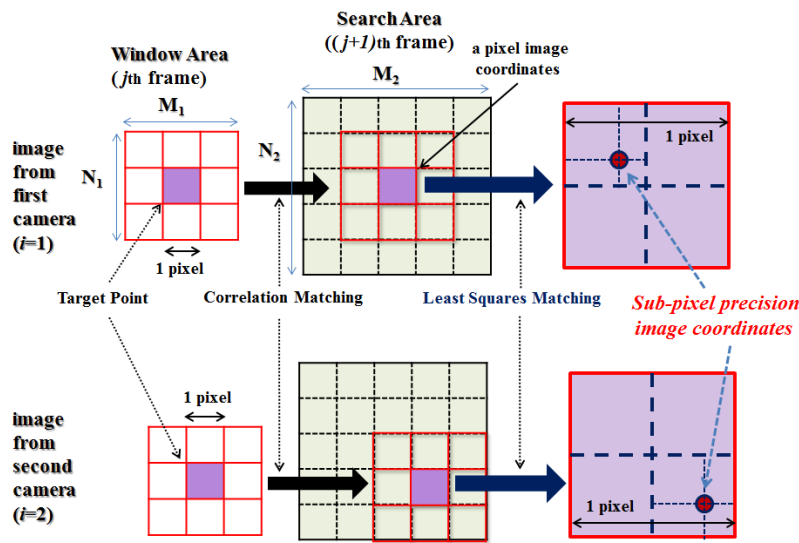 Search Area
((j+1)th frame)
Window Area
(jth frame)
M₁
M₂
a pixel image
coordinates
image
from
first
camera
(i=1)
N₁
N₂
1 pixel
1 pixel
Target Point
Correlation Matching
Least Squares Matching
Sub-pixel precision
image coordinates
image
from
second
camera
(i=2)
1 pixel
1 pixel